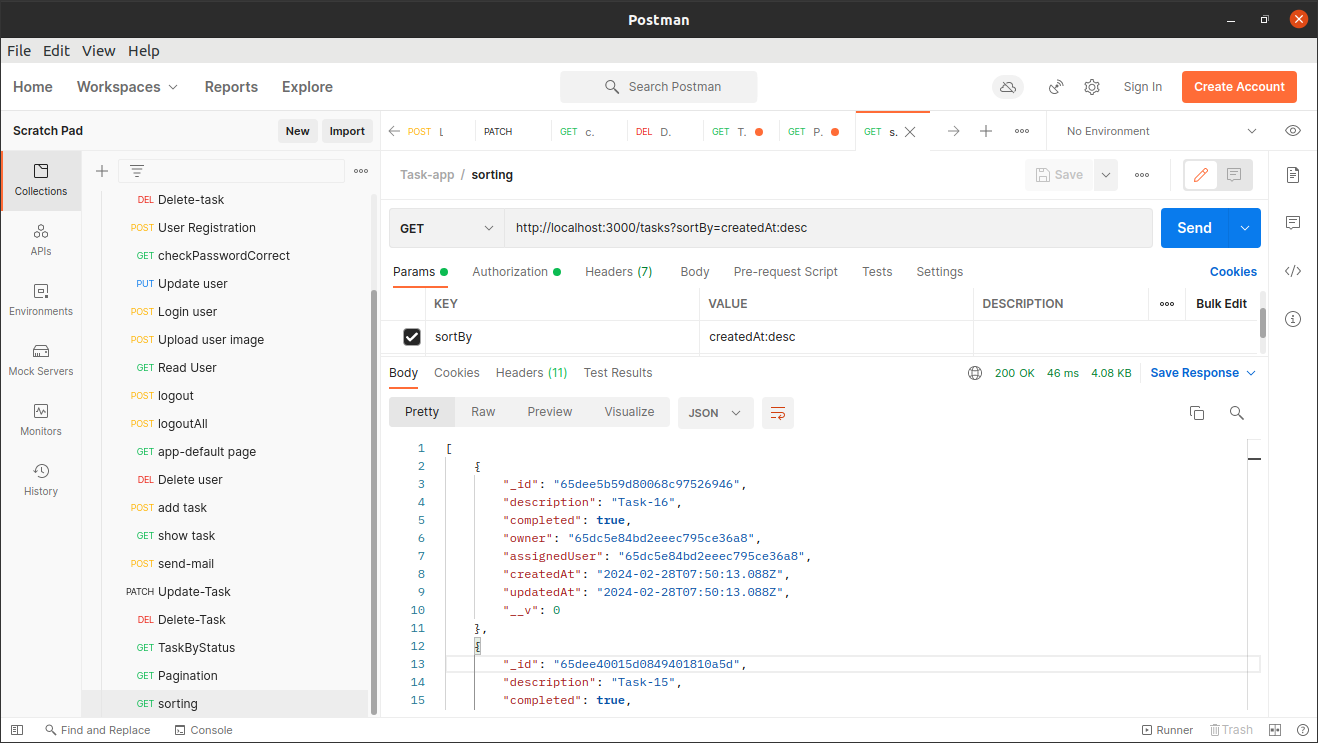 Postman
File Edit View Help
Home Workspaces Reports Explore Search Postman Sign In Create Account
Scratch Pad New Import
POST l PATCH GET c. DEL D. GET T. GET P. GET s. No Environment
Collections
APIs
Environments
Mock Servers
Monitors
History
DEL Delete-task
POST User Registration
GET checkPasswordCorrect
PUT Update user
POST Login user
POST Upload user image
GET Read User
POST logout
POST logoutAll
GET app-default page
DEL Delete user
POST add task
GET show task
POST send-mail
PATCH Update-Task
DEL Delete-Task
GET TaskByStatus
GET Pagination
GET sorting
Task-app / sorting Save
GET http://localhost:3000/tasks?sortBy=createdAt:desc Send
Params Authorization Headers (7) Body Pre-request Script Tests Settings Cookies
KEY VALUE DESCRIPTION Bulk Edit
sortBy createdAt:desc
Body Cookies Headers (11) Test Results 200 OK 46 ms 4.08 KB Save Response
Pretty Raw Preview Visualize JSON
1 [
2 {
3 "_id": "65dee5b59d80068c97526946",
4 "description": "Task-16",
5 "completed": true,
6 "owner": "65dc5e84bd2eeec795ce36a8",
7 "assignedUser": "65dc5e84bd2eeec795ce36a8",
8 "createdAt": "2024-02-28T07:50:13.088Z",
9 "updatedAt": "2024-02-28T07:50:13.088Z",
10 "__v": 0
11 },
12 {
13 "_id": "65dee40015d0849401810a5d",
14 "description": "Task-15",
15 "completed": true,
Find and Replace Console Runner Trash